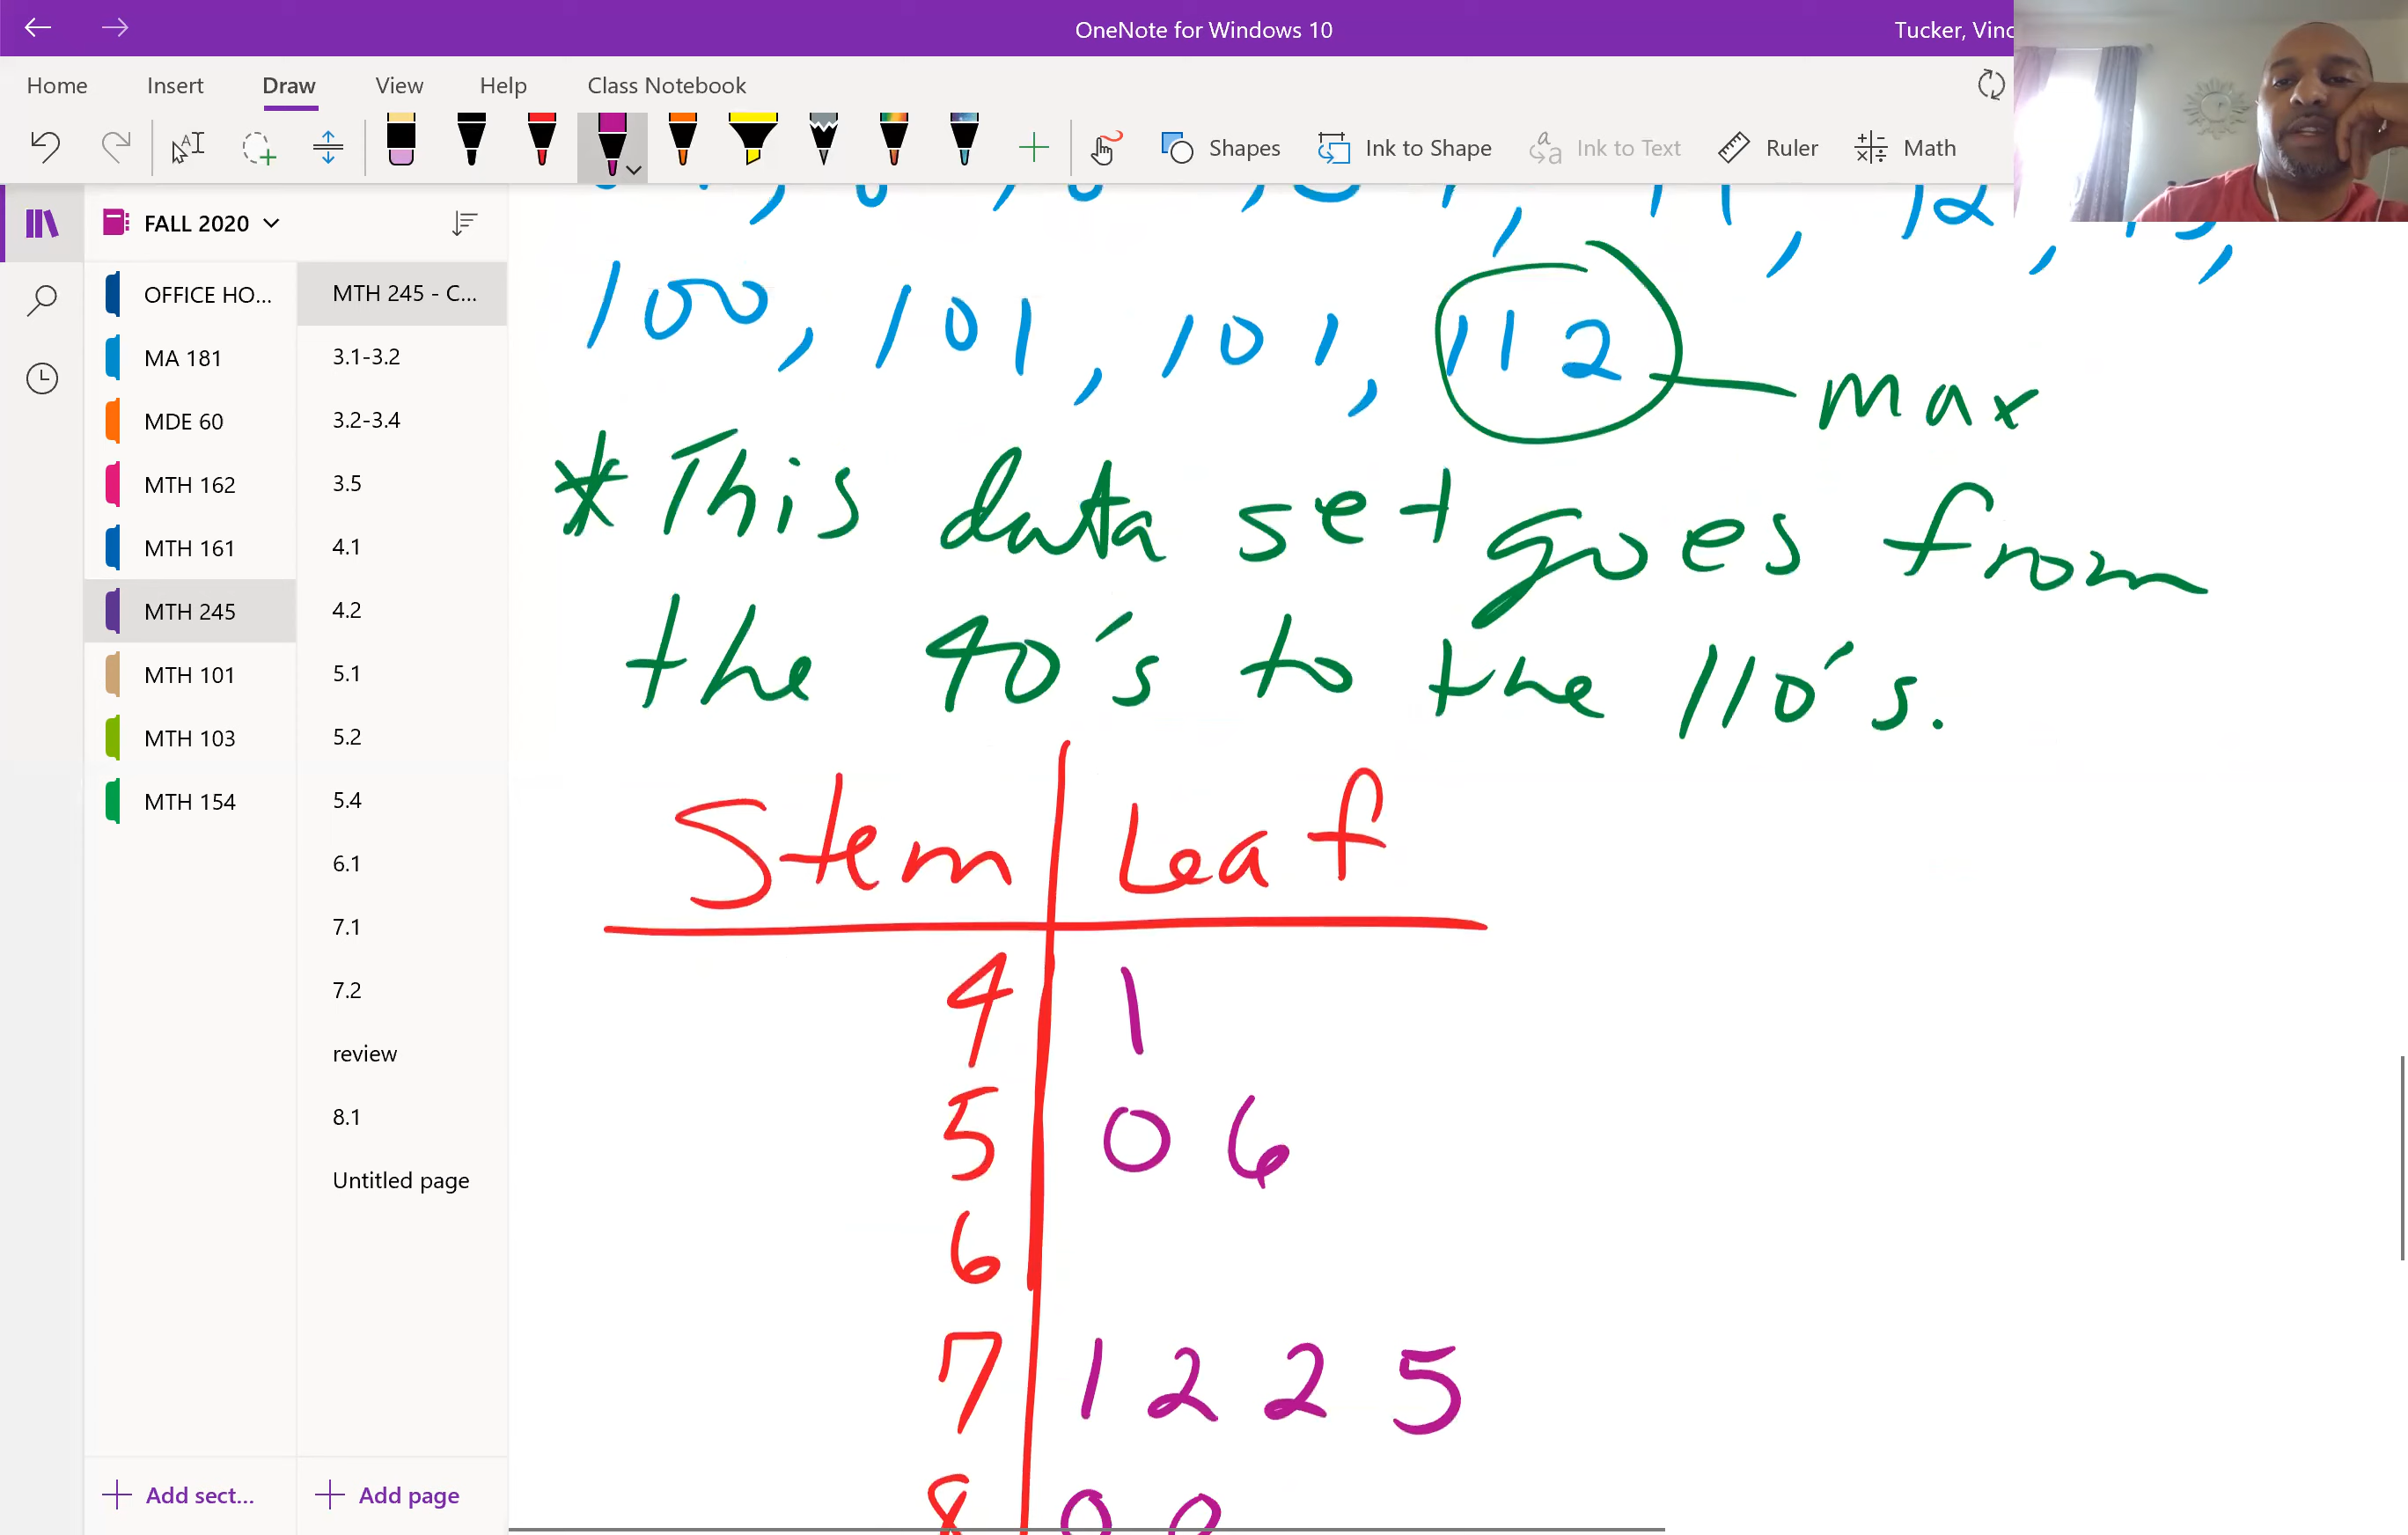 OneNote for Windows 10
Tucker, Vinc
Home Insert Draw View Help Class Notebook
Shapes Ink to Shape Ink to Text Ruler Math
FALL 2020
OFFICE HO...
MA 181
MDE 60
MTH 162
MTH 161
MTH 245
MTH 101
MTH 103
MTH 154
Add sect...
MTH 245 - C...
3.1-3.2
3.2-3.4
3.5
4.1
4.2
5.1
5.2
5.4
6.1
7.1
7.2
review
8.1
Untitled page
Add page
100, 101, 101, 112 max
*This data set goes from
the 40's to the 110's.
Stem Leaf
4 1
5 0 6
6
7 1 2 2 5
8